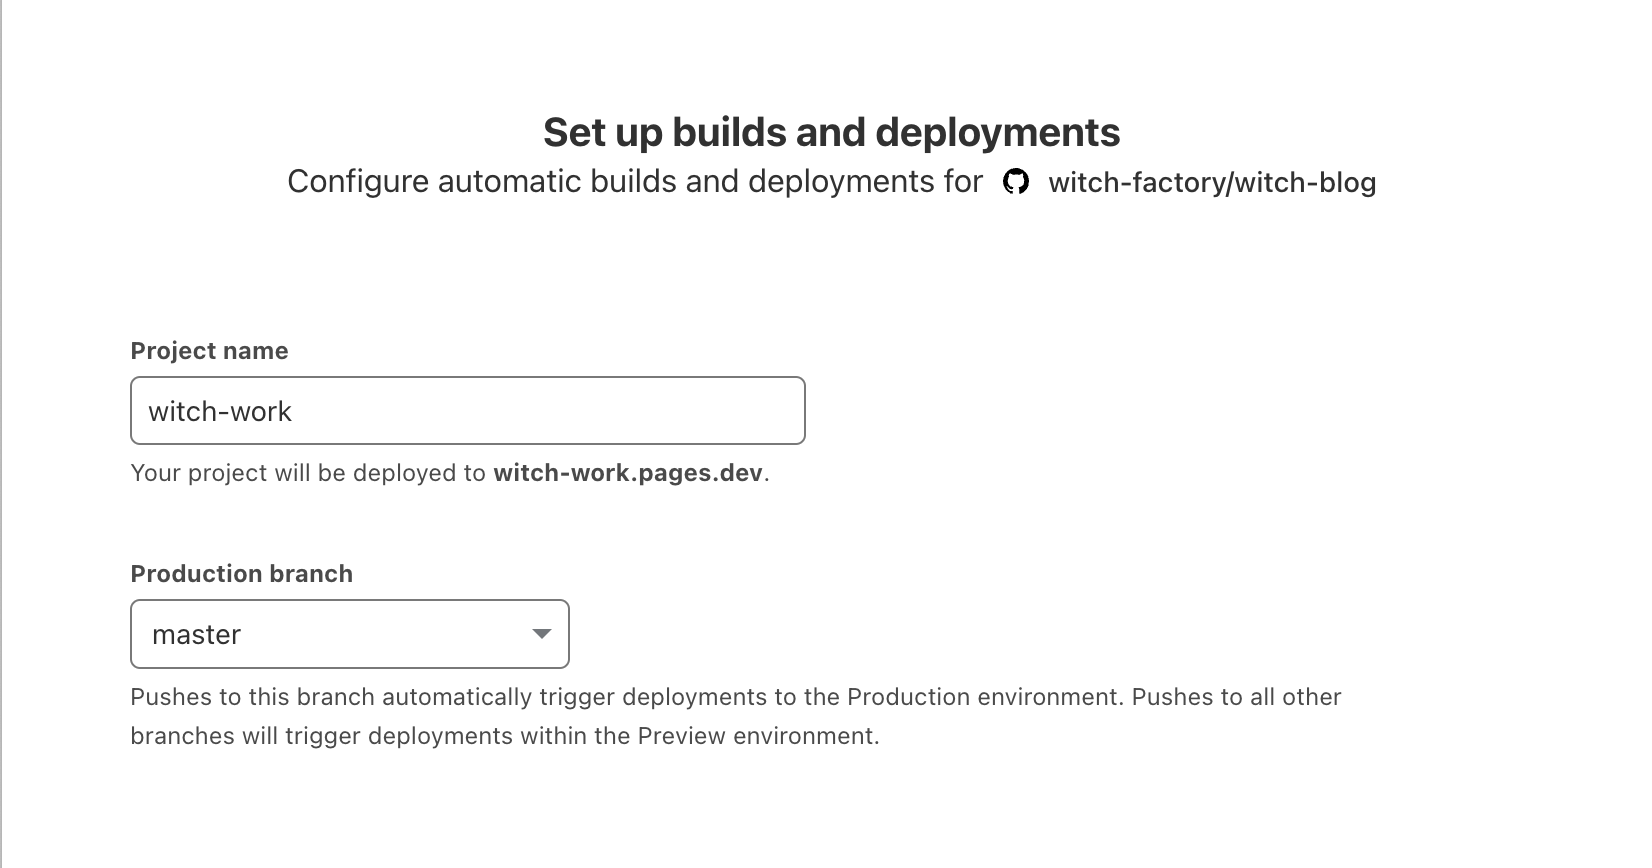 Set up builds and deployments
Configure automatic builds and deployments for witch-factory/witch-blog
Project name
witch-work
Your project will be deployed to witch-work.pages.dev.
Production branch
master
Pushes to this branch automatically trigger deployments to the Production environment. Pushes to all other
branches will trigger deployments within the Preview environment.